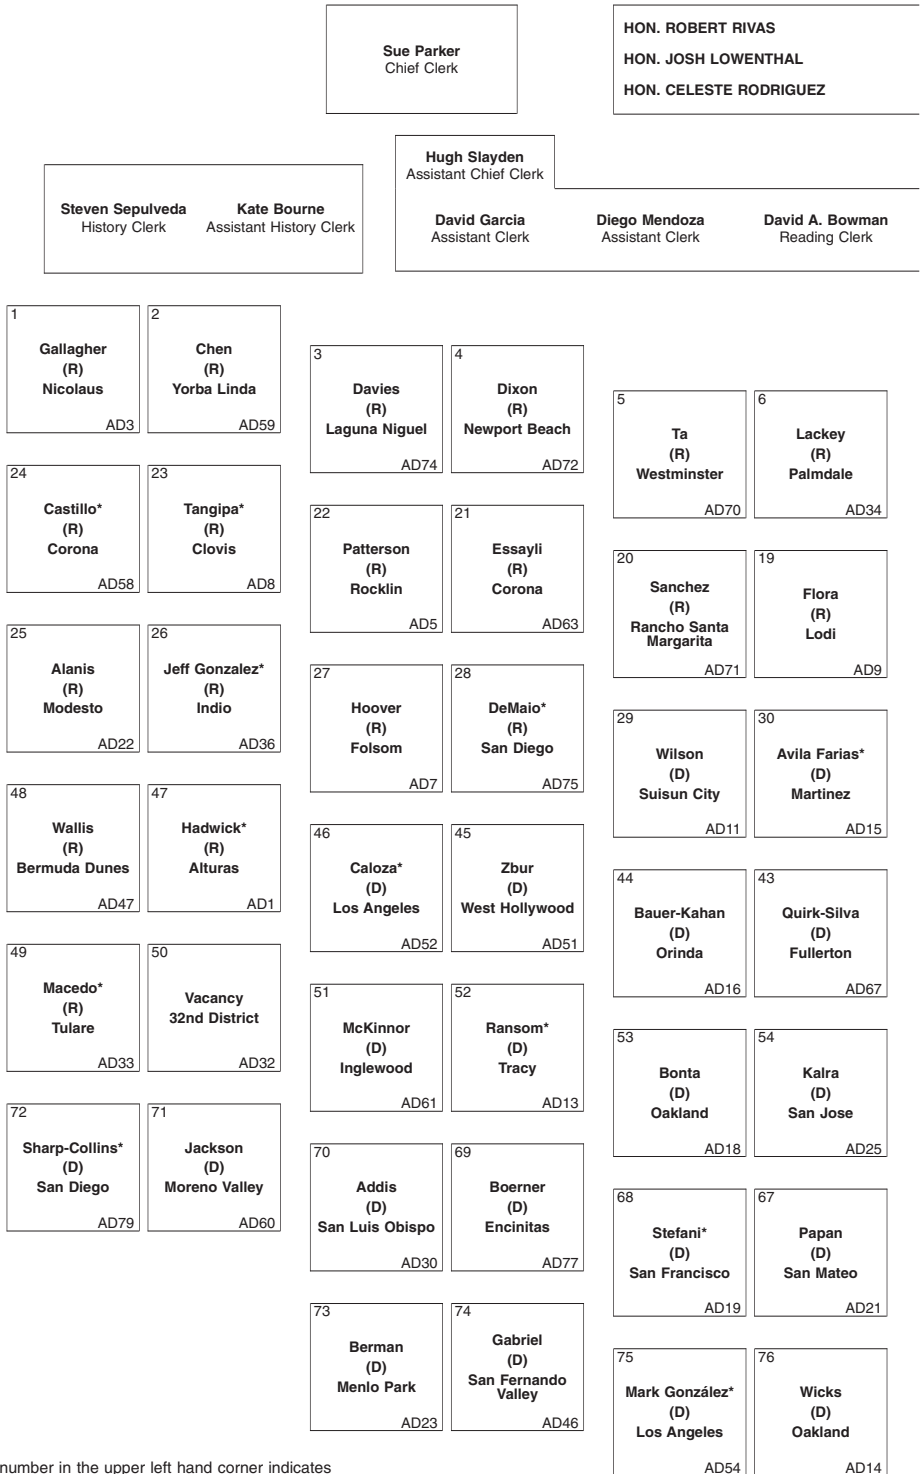 Sue Parker
Chief Clerk
HON. ROBERT RIVAS
HON. JOSH LOWENTHAL
HON. CELESTE RODRIGUEZ
Hugh Slayden
Assistant Chief Clerk
Steven Sepulveda
History Clerk
Kate Bourne
Assistant History Clerk
David Garcia
Assistant Clerk
Diego Mendoza
Assistant Clerk
David A. Bowman
Reading Clerk
1
Gallagher
(R)
Nicolaus
AD3
2
Chen
(R)
Yorba Linda
AD59
3
Davies
(R)
Laguna Niguel
AD74
4
Dixon
(R)
Newport Beach
AD72
5
Ta
(R)
Westminster
AD70
6
Lackey
(R)
Palmdale
AD34
24
Castillo*
(R)
Corona
AD58
23
Tangipa*
(R)
Clovis
AD8
22
Patterson
(R)
Rocklin
AD5
21
Essayli
(R)
Corona
AD63
20
Sanchez
(R)
Rancho Santa
Margarita
AD71
19
Flora
(R)
Lodi
AD9
25
Alanis
(R)
Modesto
AD22
26
Jeff Gonzalez*
(R)
Indio
AD36
27
Hoover
(R)
Folsom
AD7
28
DeMaio*
(R)
San Diego
AD75
29
Wilson
(D)
Suisun City
AD11
30
Avila Farias*
(D)
Martinez
AD15
48
Wallis
(R)
Bermuda Dunes
AD47
47
Hadwick*
(R)
Alturas
AD1
46
Caloza*
(D)
Los Angeles
AD52
45
Zbur
(D)
West Hollywood
AD51
44
Bauer-Kahan
(D)
Orinda
AD16
43
Quirk-Silva
(D)
Fullerton
AD67
49
Macedo*
(R)
Tulare
AD33
50
Vacancy
32nd District
AD32
51
McKinnor
(D)
Inglewood
AD61
52
Ransom*
(D)
Tracy
AD13
53
Bonta
(D)
Oakland
AD18
54
Kalra
(D)
San Jose
AD25
72
Sharp-Collins*
(D)
San Diego
AD79
71
Jackson
(D)
Moreno Valley
AD60
70
Addis
(D)
San Luis Obispo
AD30
69
Boerner
(D)
Encinitas
AD77
68
Stefani*
(D)
San Francisco
AD19
67
Papan
(D)
San Mateo
AD21
73
Berman
(D)
Menlo Park
AD23
74
Gabriel
(D)
San Fernando
Valley
AD46
75
Mark González*
(D)
Los Angeles
AD54
76
Wicks
(D)
Oakland
AD14
number in the upper left hand corner indicates